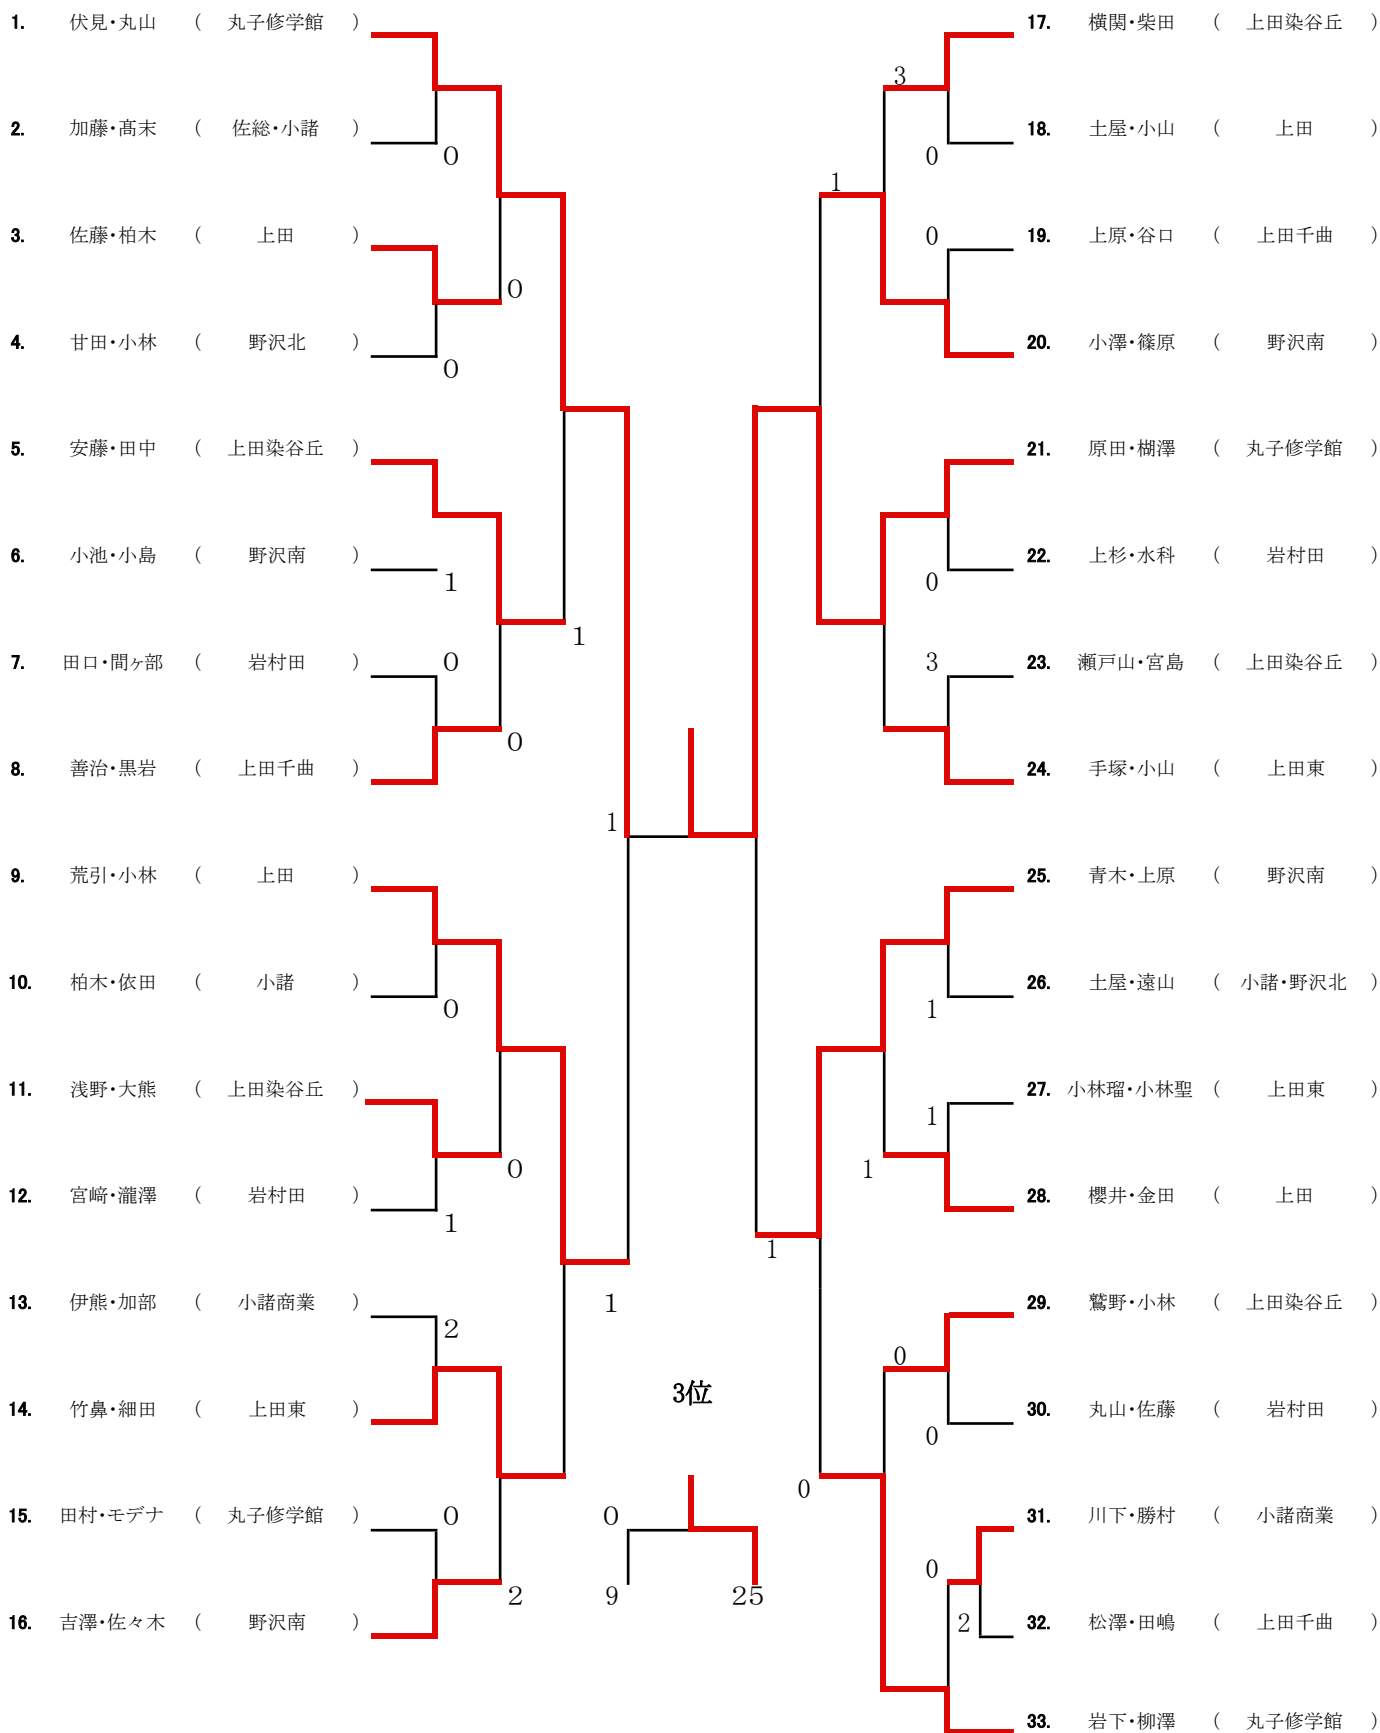 1. 伏見・丸山 ( 丸子修学館 )
2. 加藤・髙末 ( 佐総・小諸 )
0
3. 佐藤・柏木 ( 上田 )
0
4. 甘田・小林 ( 野沢北 )
0
5. 安藤・田中 ( 上田染谷丘 )
6. 小池・小島 ( 野沢南 )
1
1
7. 田口・間ヶ部 ( 岩村田 )
0
0
8. 善治・黒岩 ( 上田千曲 )
1
9. 荒引・小林 ( 上田 )
10. 柏木・依田 ( 小諸 )
0
11. 浅野・大熊 ( 上田染谷丘 )
0
12. 宮﨑・瀧澤 ( 岩村田 )
1
13. 伊熊・加部 ( 小諸商業 )
1
2
14. 竹鼻・細田 ( 上田東 )
15. 田村・モデナ ( 丸子修学館 )
0
2
16. 吉澤・佐々木 ( 野沢南 )
3位
0
9
25
17. 横関・柴田 ( 上田染谷丘 )
3
18. 土屋・小山 ( 上田 )
0
1
19. 上原・谷口 ( 上田千曲 )
0
20. 小澤・篠原 ( 野沢南 )
21. 原田・楜澤 ( 丸子修学館 )
22. 上杉・水科 ( 岩村田 )
0
23. 瀬戸山・宮島 ( 上田染谷丘 )
3
24. 手塚・小山 ( 上田東 )
25. 青木・上原 ( 野沢南 )
26. 土屋・遠山 ( 小諸・野沢北 )
1
27. 小林瑠・小林聖 ( 上田東 )
1
1
28. 櫻井・金田 ( 上田 )
1
29. 鷲野・小林 ( 上田染谷丘 )
0
30. 丸山・佐藤 ( 岩村田 )
0
0
31. 川下・勝村 ( 小諸商業 )
0
32. 松澤・田嶋 ( 上田千曲 )
2
33. 岩下・柳澤 ( 丸子修学館 )